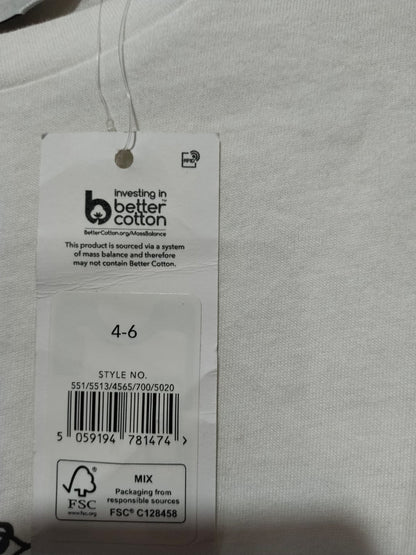 RFID
investing in
better
cotton
TM
BetterCotton.org/MassBalance
This product is sourced via a system
of mass balance and therefore
may not contain Better Cotton.
4-6
STYLE NO.
551/5513/4565/700/5020
5 059194 781474 >
FSC
www.fsc.org
MIX
Packaging from
responsible sources
FSC® C128458